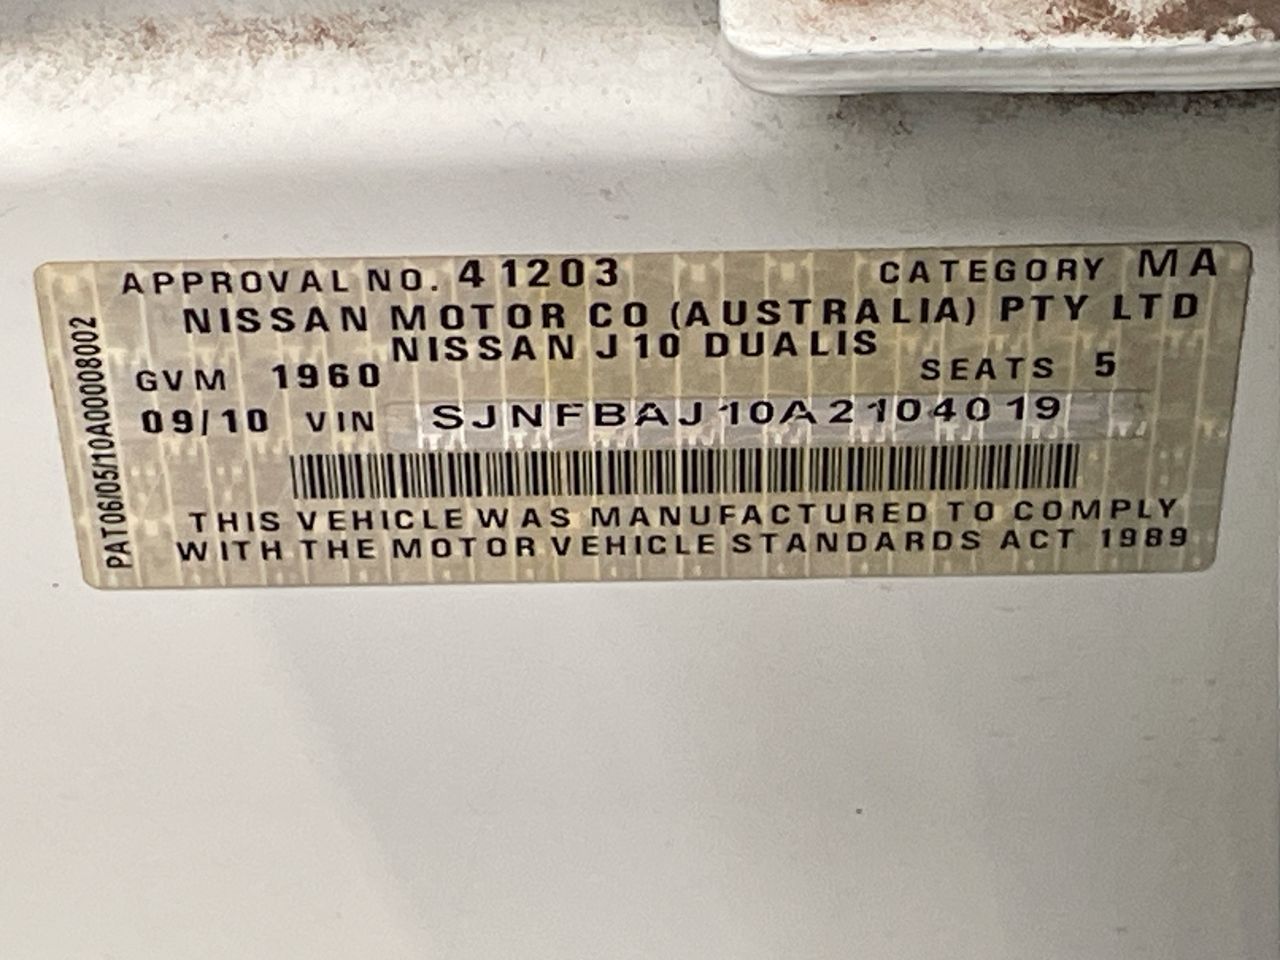 APPROVAL NO. 41203 CATEGORY MA
NISSAN MOTOR CO (AUSTRALIA) PTY LTD
NISSAN J10 DUALIS
GVM 1960 SEATS 5
09/10 VIN SJNFBAJ10A2104019
THIS VEHICLE WAS MANUFACTURED TO COMPLY
WITH THE MOTOR VEHICLE STANDARDS ACT 1989
PAT06/05/10A00008002